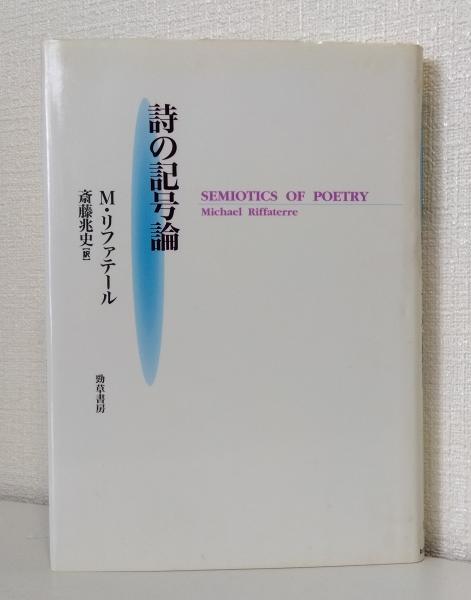 詩の記号論
SEMIOTICS OF POETRY
Michael Riffaterre
M・リファテール
斎藤兆史[訳]
勁草書房